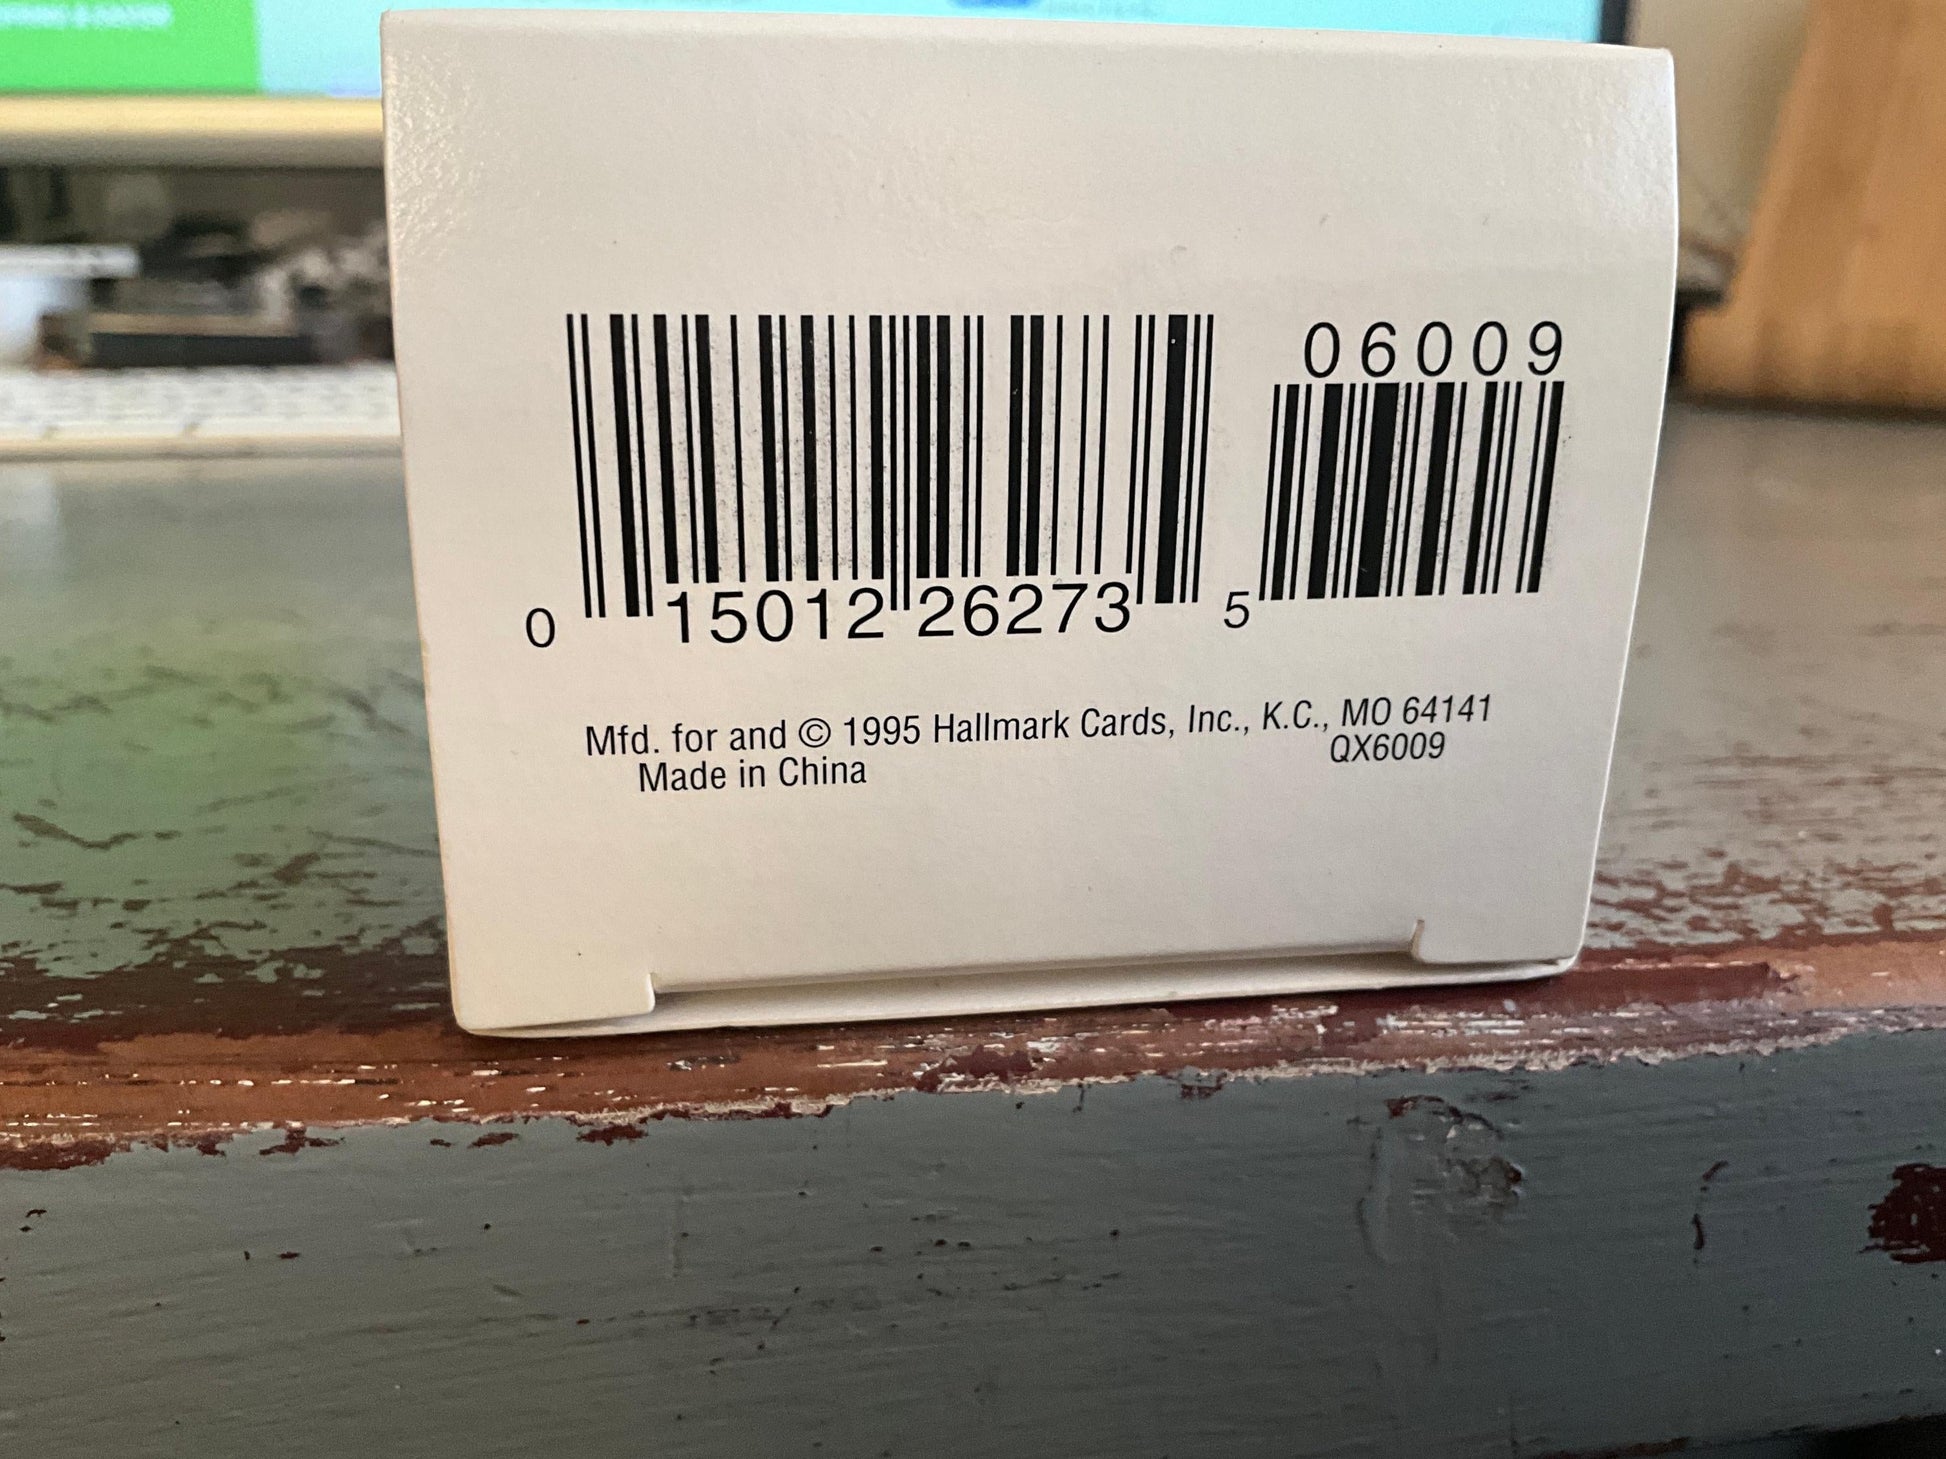 06009
0 15012 26273 5
Mfd. for and © 1995 Hallmark Cards, Inc., K.C., MO 64141
QX6009
Made in China